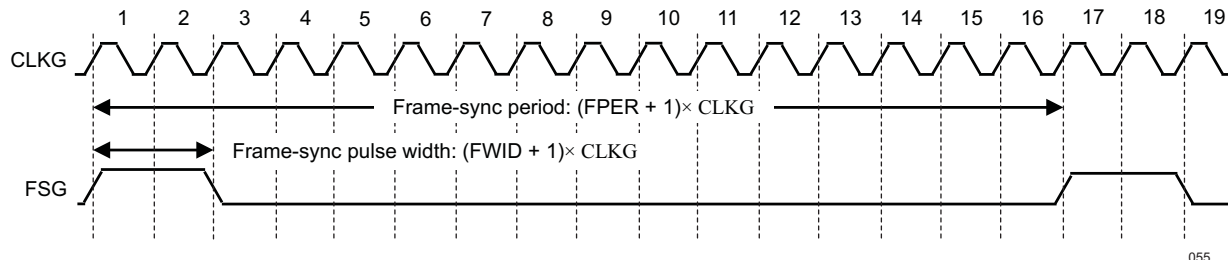 1 2 3 4 5 6 7 8 9 10 11 12 13 14 15 16 17 18 19
CLKG
Frame-sync period: (FPER + 1)× CLKG
Frame-sync pulse width: (FWID + 1)× CLKG
FSG
055